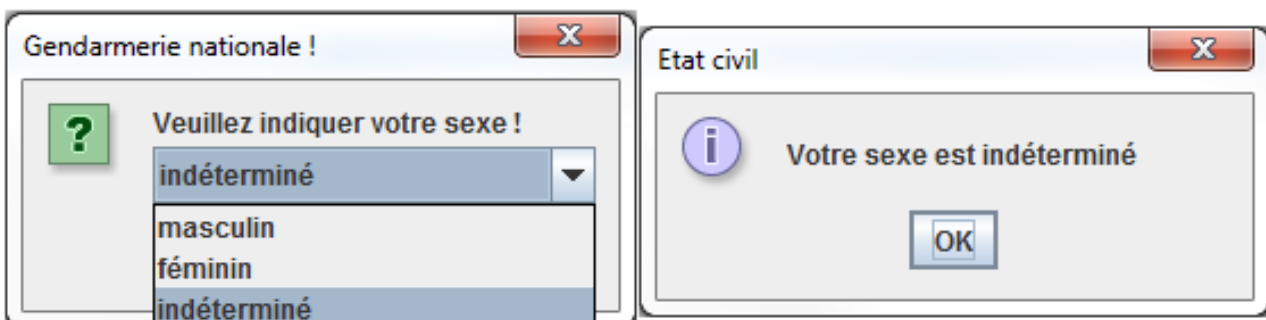 Gendarmerie nationale !
?
Veuillez indiquer votre sexe !
indéterminé
masculin
féminin
indéterminé
Etat civil
i
Votre sexe est indéterminé
OK